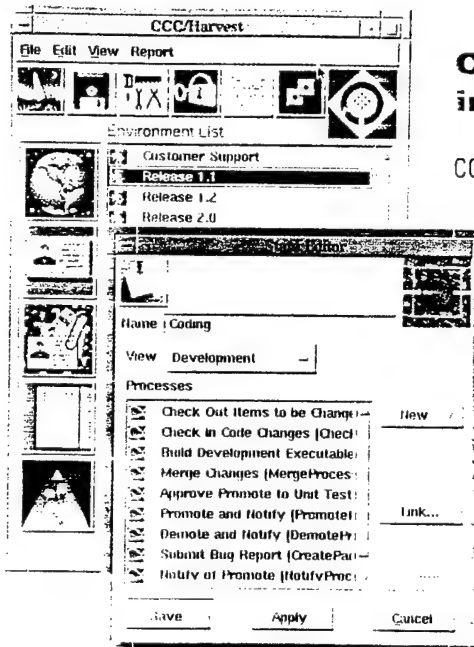 CCC/Harvest
File Edit View Report
Environment List
Customer Support
Release 1.1
Release 1.2
Release 2.0
C
CC
Name Coding
View Development
Processes
Check Out Items to be Change
Check in Code Changes (Check
Build Development Executable
Merge Changes (MergeProces
Approve Promote to Unit Test
Promote and Notify (Promote
Demote and Notify (DemotePr
Submit Bug Report (CreatePa
Notify of Promote (NotifyProc
New
Link...
Save Apply Cancel